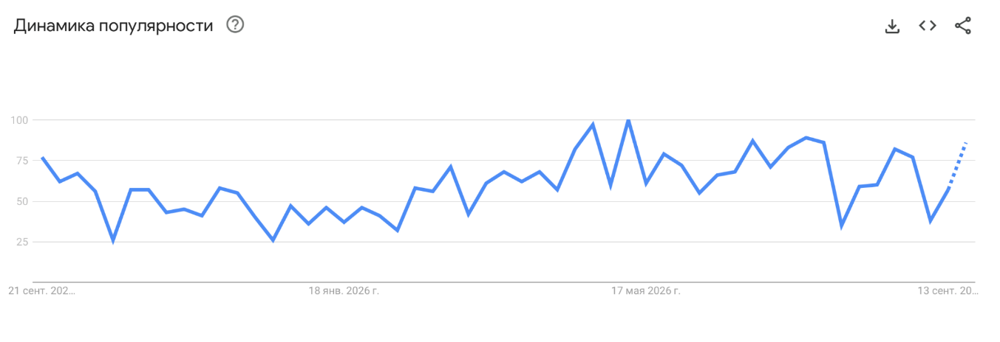 Динамика популярности
100
75
50
25
21 сент. 202…
18 янв. 2026 г.
17 мая 2026 г.
13 сент. 20…